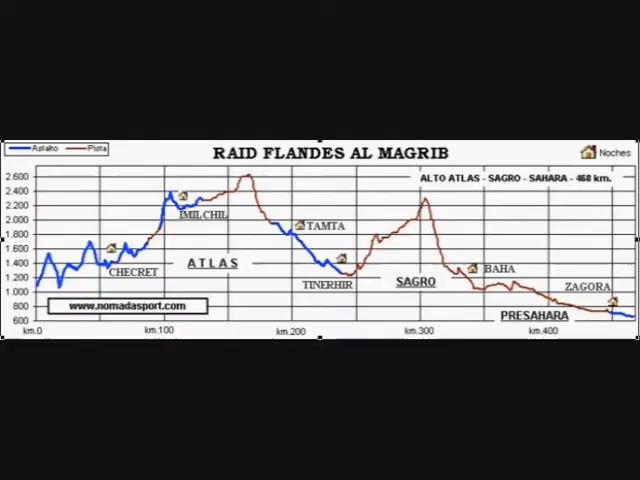 Asfalto
Pista
RAID FLANDES AL MAGRIB
Noches
ALTO ATLAS - SAGRO - SAHARA - 468 km.
2.600
2.400
2.200
2.000
1.800
1.600
1.400
1.200
1.000
800
600
IMILCHIL
TAMTA
ATLAS
CHECRET
TINERHIR
SAGRO
BAHA
ZAGORA
www.nomadasport.com
PRESAHARA
km.0
km.100
km.200
km.300
km.400